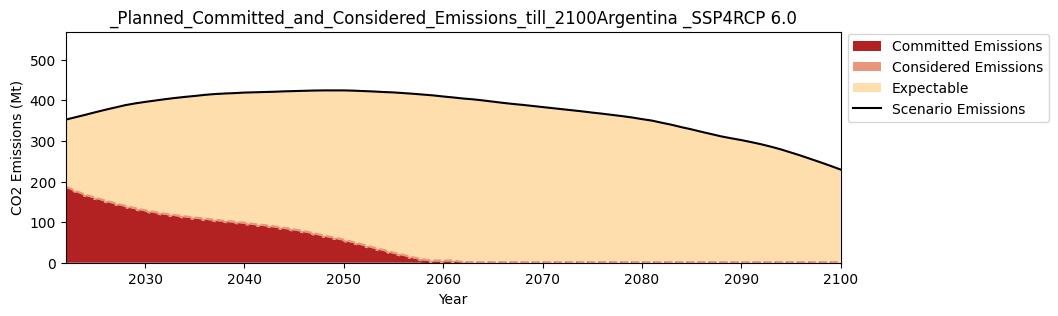 _Planned_Committed_and_Considered_Emissions_till_2100Argentina _SSP4RCP 6.0
CO2 Emissions (Mt)
500
400
300
200
100
0
2030 2040 2050 2060 2070 2080 2090 2100
Year
Committed Emissions
Considered Emissions
Expectable
Scenario Emissions